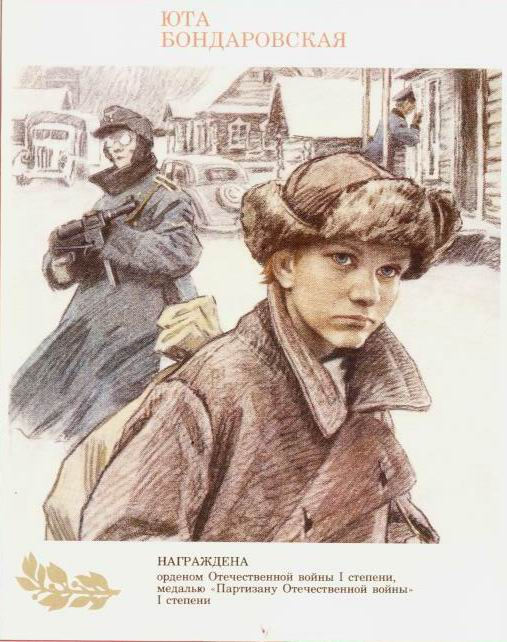 ЮТА
БОНДАРОВСКАЯ
НАГРАЖДЕНА
орденом Отечественной войны I степени,
медалью «Партизану Отечественной войны»
I степени